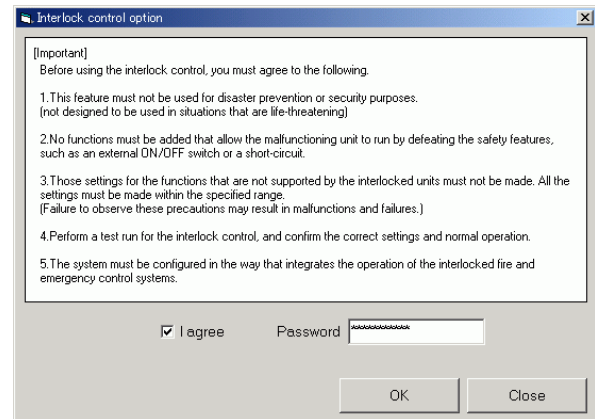 Interlock control option
[Important]
Before using the interlock control, you must agree to the following.
1.This feature must not be used for disaster prevention or security purposes.
(not designed to be used in situations that are life-threatening)
2.No functions must be added that allow the malfunctioning unit to run by defeating the safety features,
such as an external ON/OFF switch or a short-circuit.
3.Those settings for the functions that are not supported by the interlocked units must not be made. All the
settings must be made within the specified range.
(Failure to observe these precautions may result in malfunctions and failures.)
4.Perform a test run for the interlock control, and confirm the correct settings and normal operation.
5.The system must be configured in the way that integrates the operation of the interlocked fire and
emergency control systems.
I agree Password ************
OK Close